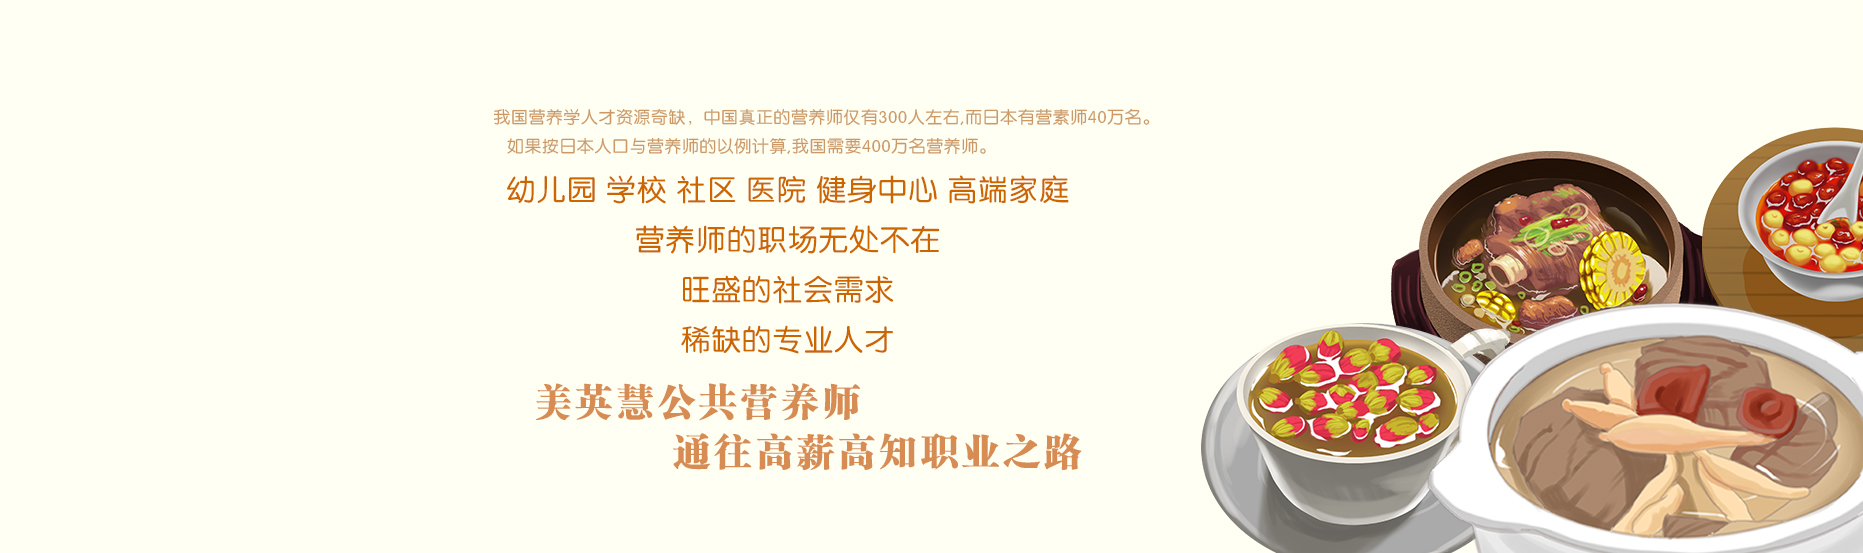 我国营养学人才资源奇缺，中国真正的营养师仅有300人左右,而日本有营素师40万名。
如果按日本人口与营养师的以例计算,我国需要400万名营养师。
幼儿园 学校 社区 医院 健身中心 高端家庭
营养师的职场无处不在
旺盛的社会需求
稀缺的专业人才
美英慧公共营养师
通往高薪高知职业之路